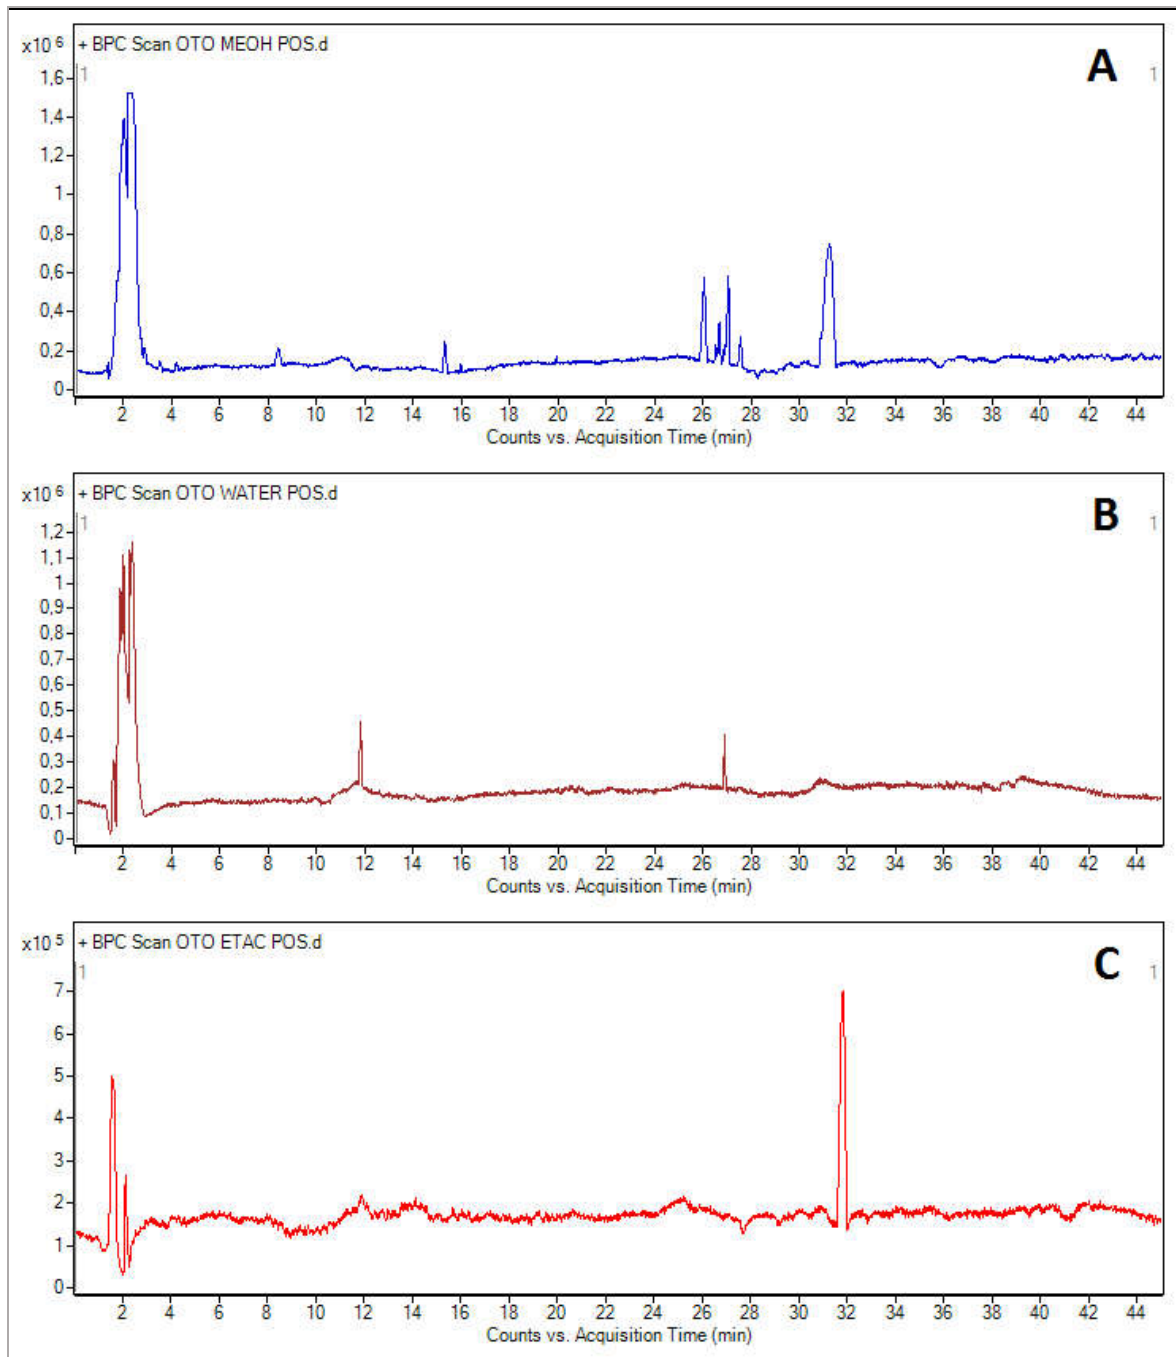 x10 6 + BPC Scan OTO MEOH POS.d
A
1 1
1,6
1,4
1,2
1
0,8
0,6
0,4
0,2
0
2 4 6 8 10 12 14 16 18 20 22 24 26 28 30 32 34 36 38 40 42 44
Counts vs. Acquisition Time (min)
x10 6 + BPC Scan OTO WATER POS.d
B
1 1
1,2
1,1
1
0,9
0,8
0,7
0,6
0,5
0,4
0,3
0,2
0,1
0
2 4 6 8 10 12 14 16 18 20 22 24 26 28 30 32 34 36 38 40 42 44
Counts vs. Acquisition Time (min)
x10 5 + BPC Scan OTO ETAC POS.d
C
1 1
7
6
5
4
3
2
1
0
2 4 6 8 10 12 14 16 18 20 22 24 26 28 30 32 34 36 38 40 42 44
Counts vs. Acquisition Time (min)